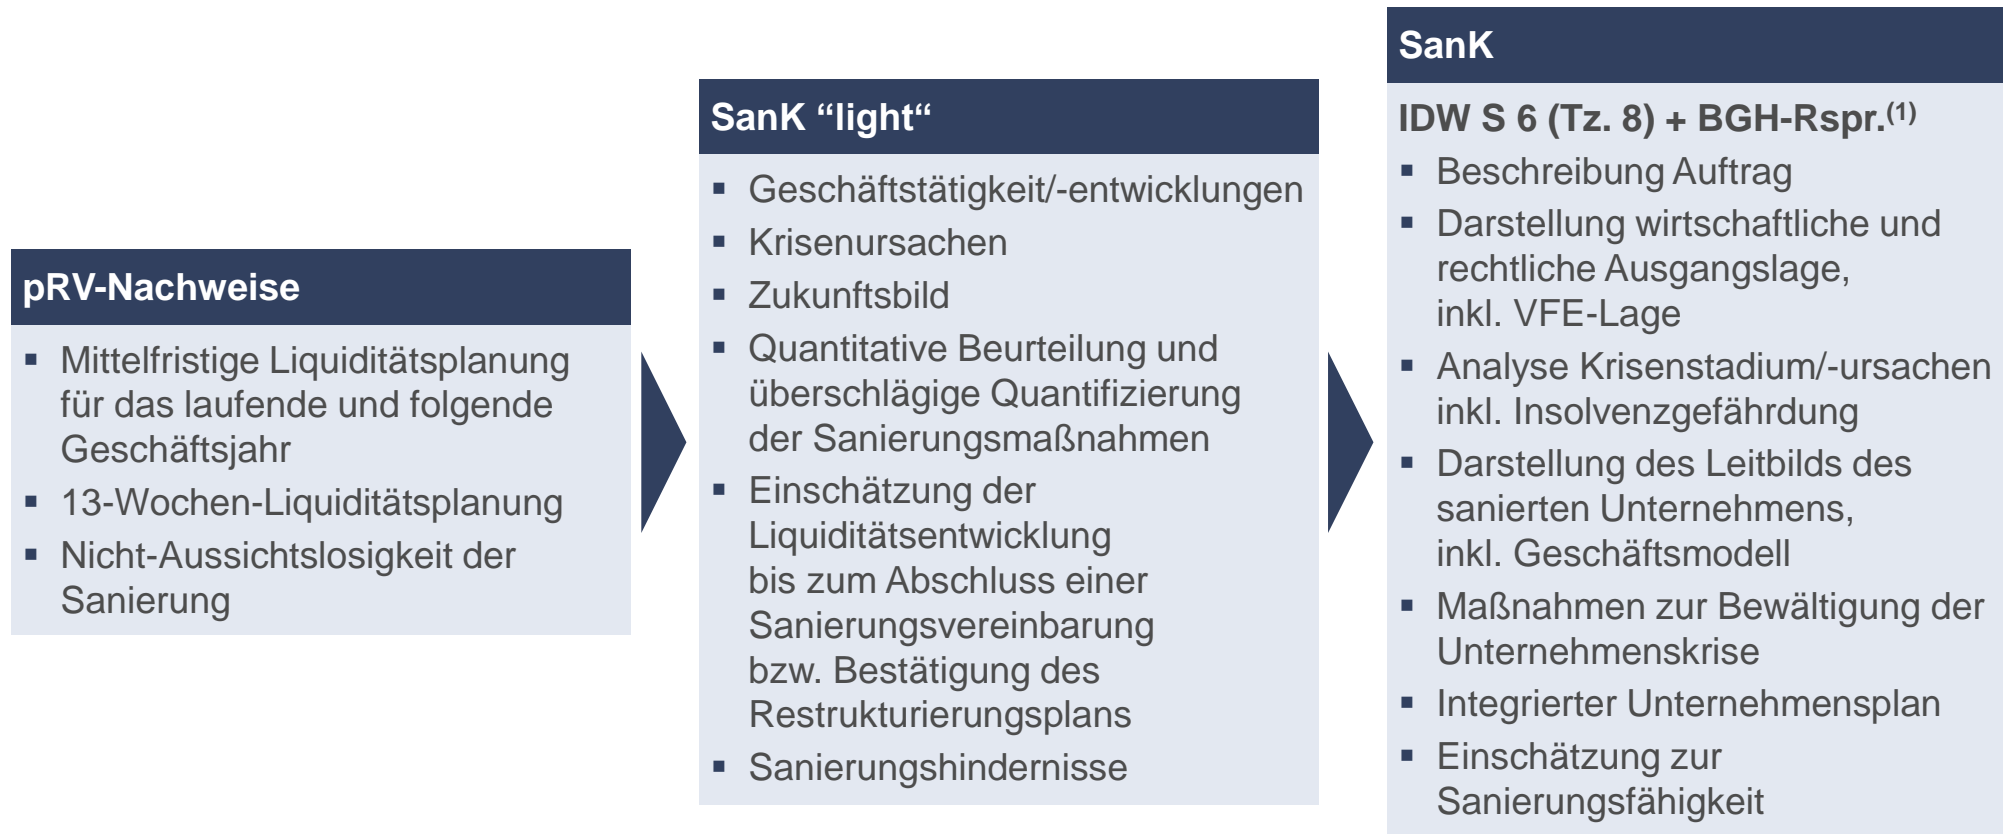 pRV-Nachweise
▪ Mittelfristige Liquiditätsplanung
für das laufende und folgende
Geschäftsjahr
▪ 13-Wochen-Liquiditätsplanung
▪ Nicht-Aussichtslosigkeit der
Sanierung
SanK “light“
▪ Geschäftstätigkeit/-entwicklungen
▪ Krisenursachen
▪ Zukunftsbild
▪ Quantitative Beurteilung und
überschlägige Quantifizierung
der Sanierungsmaßnahmen
▪ Einschätzung der
Liquiditätsentwicklung
bis zum Abschluss einer
Sanierungsvereinbarung
bzw. Bestätigung des
Restrukturierungsplans
▪ Sanierungshindernisse
SanK
IDW S 6 (Tz. 8) + BGH-Rspr.(1)
▪ Beschreibung Auftrag
▪ Darstellung wirtschaftliche und
rechtliche Ausgangslage,
inkl. VFE-Lage
▪ Analyse Krisenstadium/-ursachen
inkl. Insolvenzgefährdung
▪ Darstellung des Leitbilds des
sanierten Unternehmens,
inkl. Geschäftsmodell
▪ Maßnahmen zur Bewältigung der
Unternehmenskrise
▪ Integrierter Unternehmensplan
▪ Einschätzung zur
Sanierungsfähigkeit